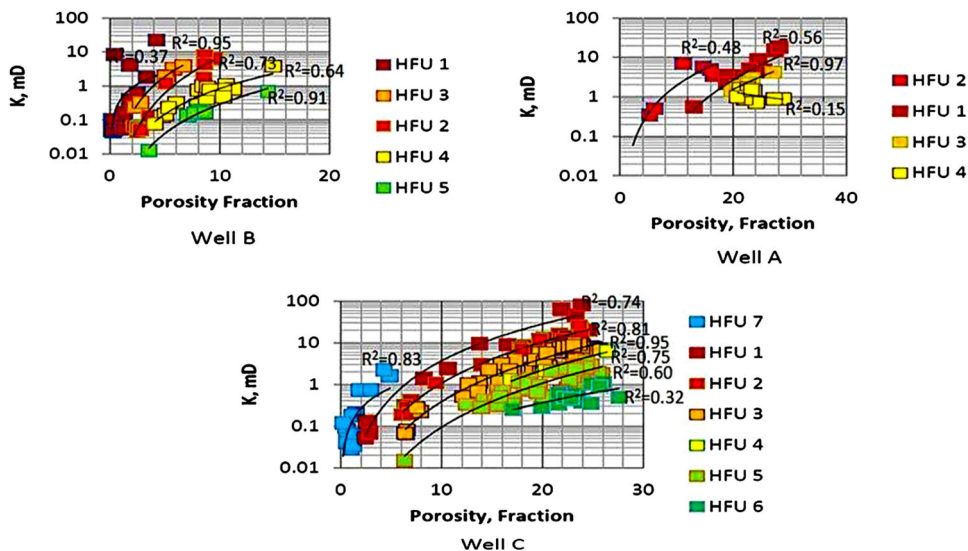 100
10
1
0.1
0.01
K, mD
R²=0.95
0.37
R²=0.73
R²=0.64
R²=0.91
0
10
20
Porosity Fraction
Well B
HFU 1
HFU 3
HFU 2
HFU 4
HFU 5
100
10
1
0.1
0.01
K, mD
R²=0.48
R²=0.56
R²=0.97
R²=0.15
0
20
40
Porosity, Fraction
Well A
HFU 2
HFU 1
HFU 3
HFU 4
100
10
1
0.1
0.01
K, mD
R²=0.74
R²=0.81
R²=0.95
R²=0.75
R²=0.83
R²=0.60
R²=0.32
0
10
20
30
Porosity, Fraction
Well C
HFU 7
HFU 1
HFU 2
HFU 3
HFU 4
HFU 5
HFU 6